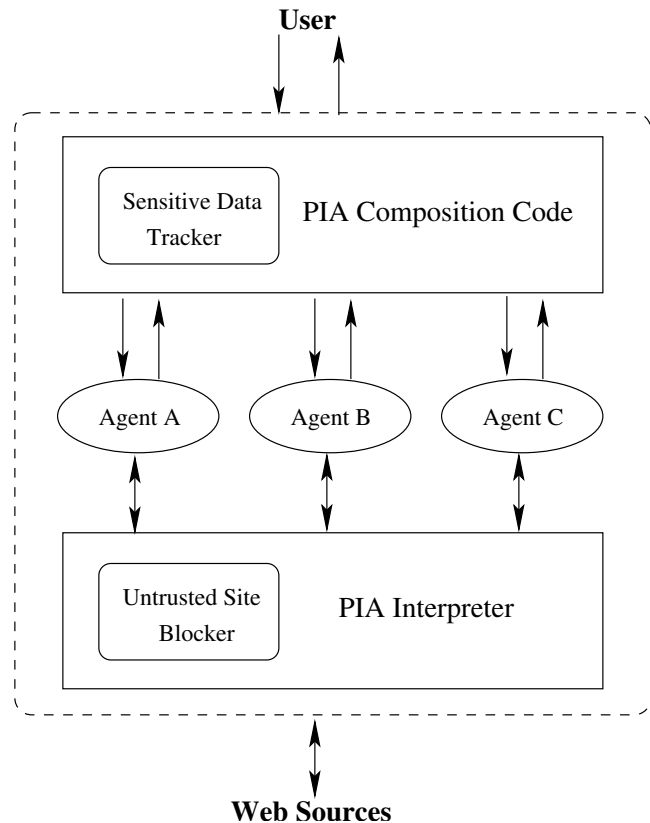 User
Sensitive Data
Tracker
PIA Composition Code
Agent A
Agent B
Agent C
Untrusted Site
Blocker
PIA Interpreter
Web Sources